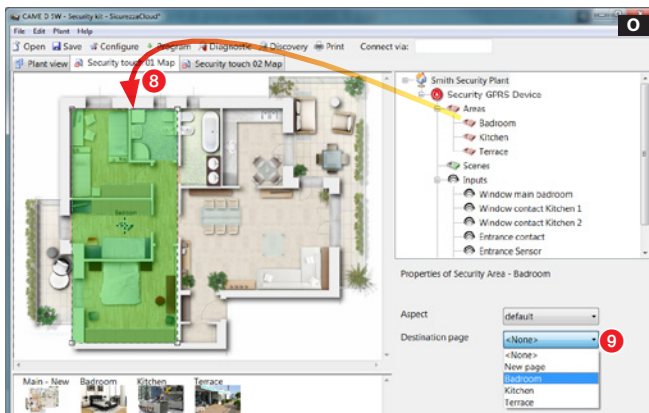 CAME D SW - Security kit - SicurezzaCloud*
O
File Edit Plant Help
Open Save Configure Program Diagnostic Discovery Print Connect via:
Plant view Security touch 01 Map Security touch 02 Map
8
Smith Security Plant
Security GPRS Device
Areas
Badroom
Kitchen
Terrace
Scenes
Inputs
Window main badroom
Window contact Kitchen 1
Window contact Kitchen 2
Entrance contact
Entrance Sensor
Badroom
Properties of Security Area - Badroom
Aspect default
Destination page <None> 9
<None>
New page
Badroom
Kitchen
Terrace
Main - New Badroom Kitchen Terrace